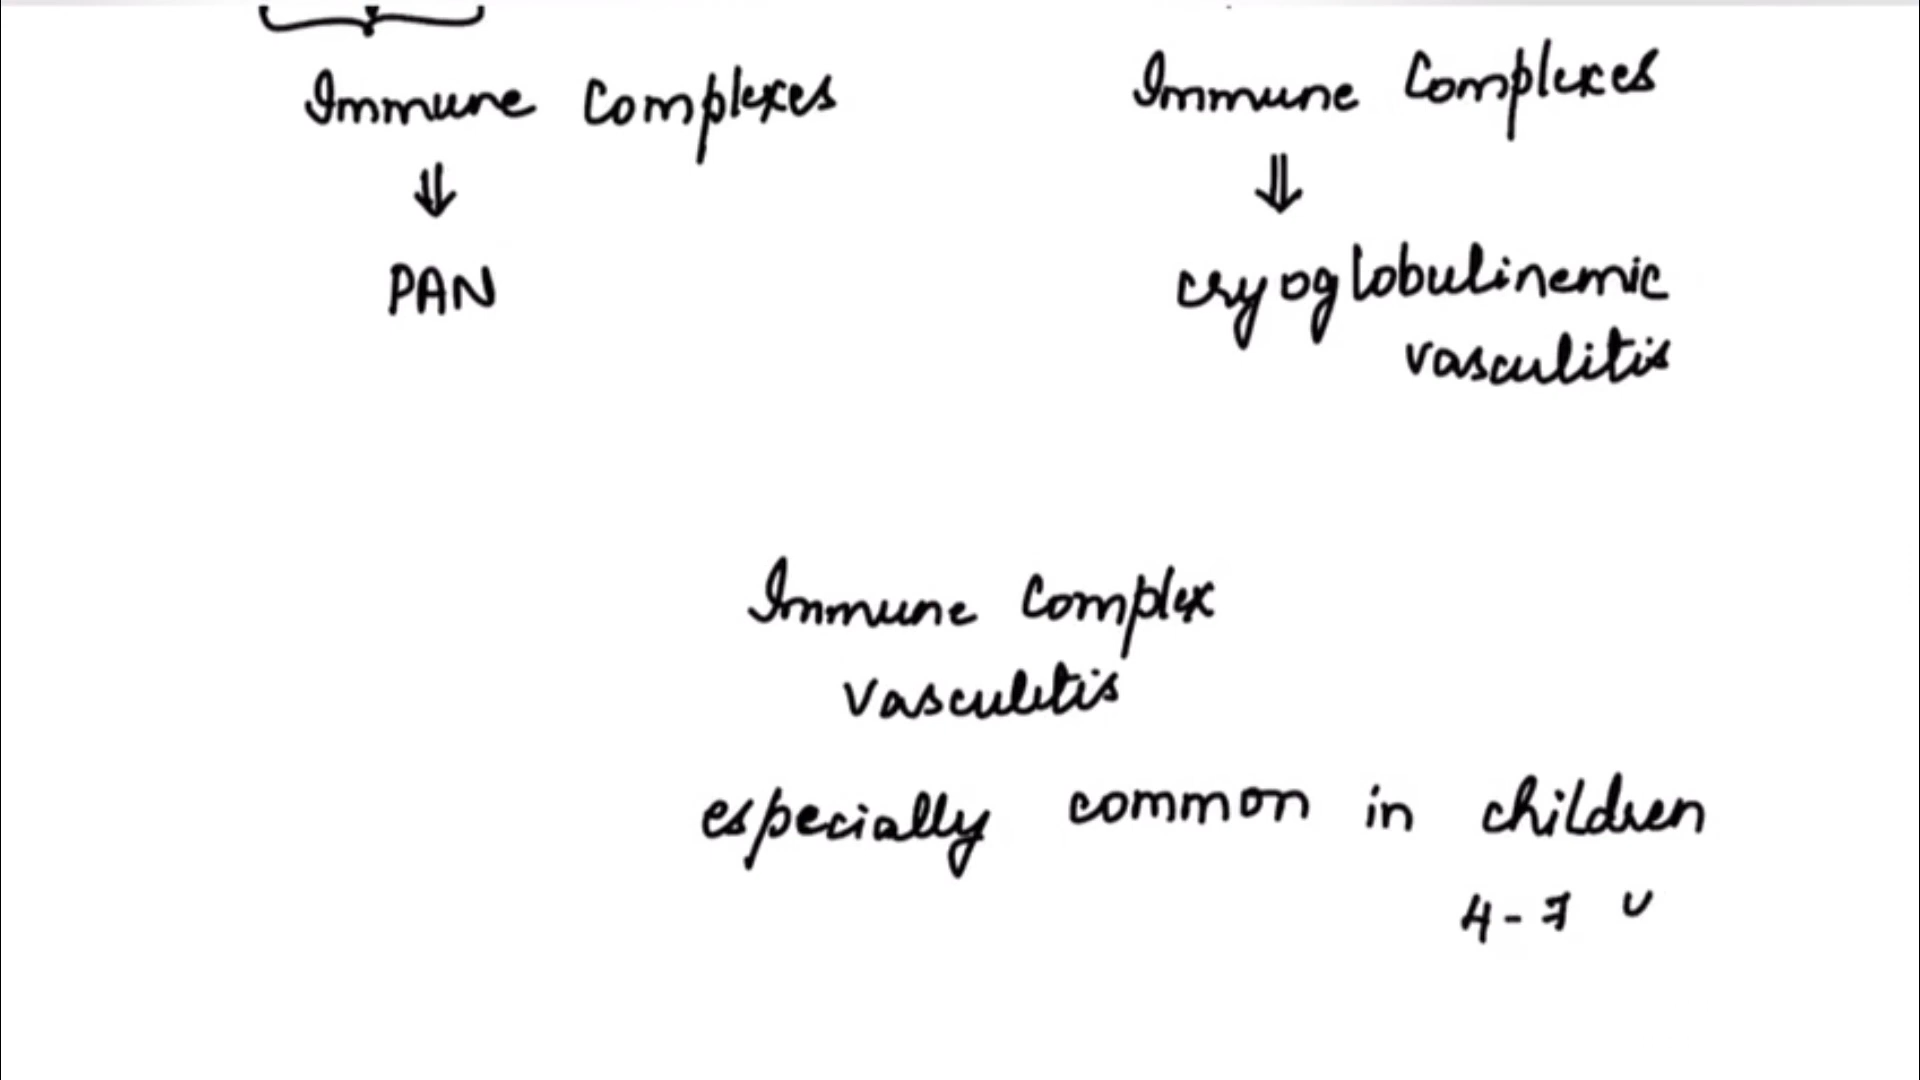 Immune Complexes Immune Complexes
⇓ ⇓
PAN cryoglobulinemic
vasculitis
Immune Complex
vasculitis
especially common in children
4-7